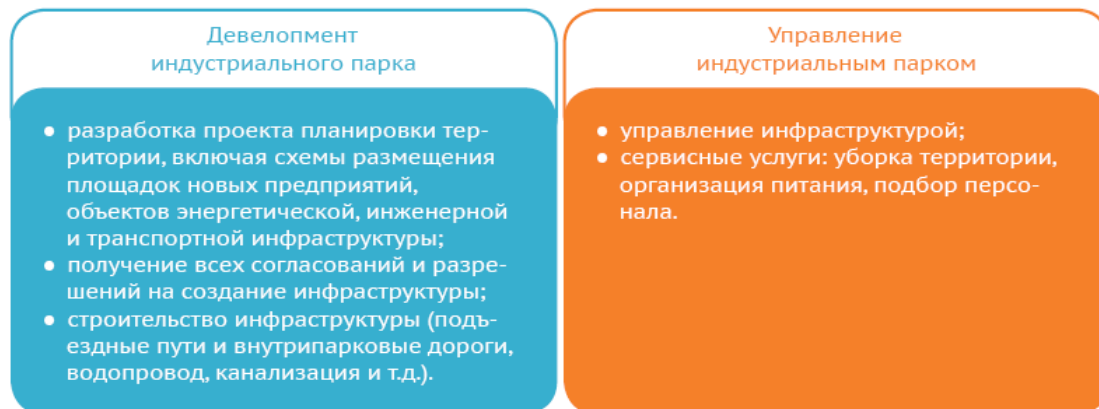 Девелопмент
индустриального парка
● разработка проекта планировки тер-
ритории, включая схемы размещения
площадок новых предприятий,
объектов энергетической, инженерной
и транспортной инфраструктуры;
● получение всех согласований и разре-
шений на создание инфраструктуры;
● строительство инфраструктуры (подъ-
ездные пути и внутрипарковые дороги,
водопровод, канализация и т.д.).
Управление
индустриальным парком
● управление инфраструктурой;
● сервисные услуги: уборка территории,
организация питания, подбор персо-
нала.